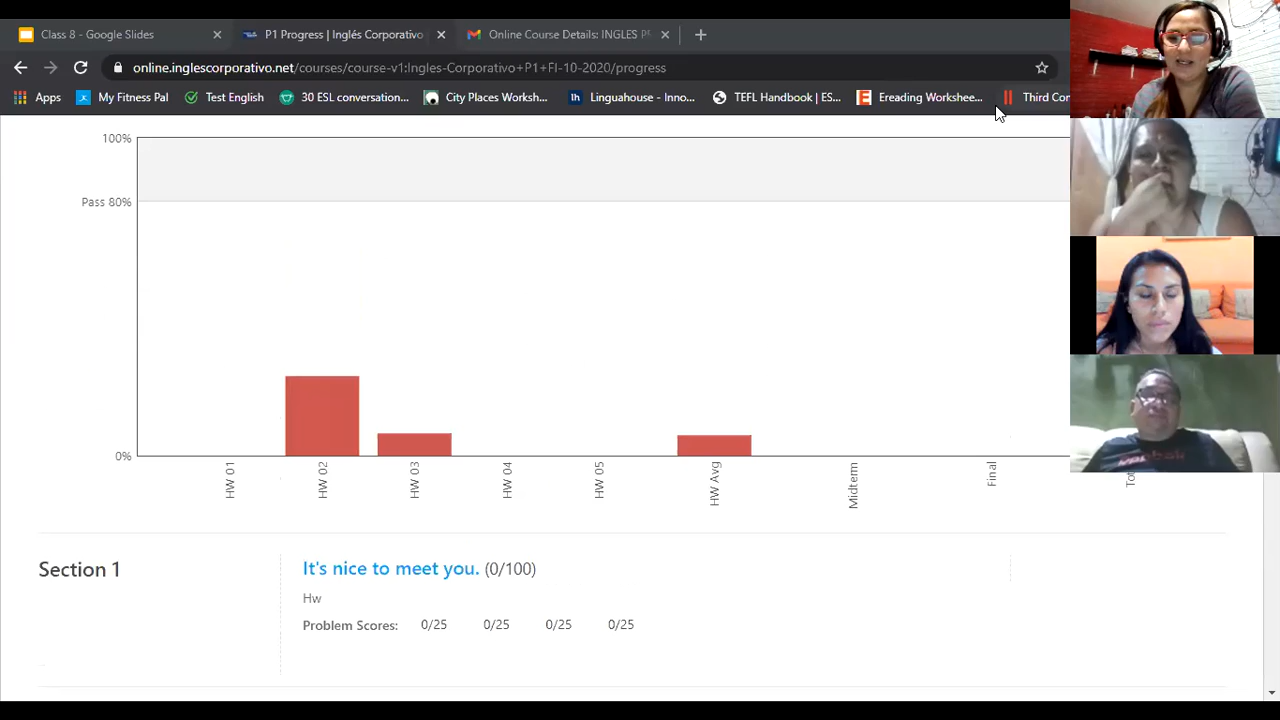 Class 8 - Google Slides
P1 Progress | Inglés Corporativo
Online Course Details: INGLES P
online.inglescorporativo.net/courses/course-v1:Ingles-Corporativo+P1-EI-
2020/progress
Apps
My Fitness Pal
Test English
30 ESL conversation...
City Places Worksh...
Linguahouse - Inno...
TEFL Handbook | ES...
Ereading Workshee...
Third Con
100%
Pass 80%
0%
HW 01
HW 02
HW 03
HW 04
HW 05
HW Avg
Midterm
Final
Section 1
It's nice to meet you. (0/100)
Hw
Problem Scores: 0/25 0/25 0/25 0/25